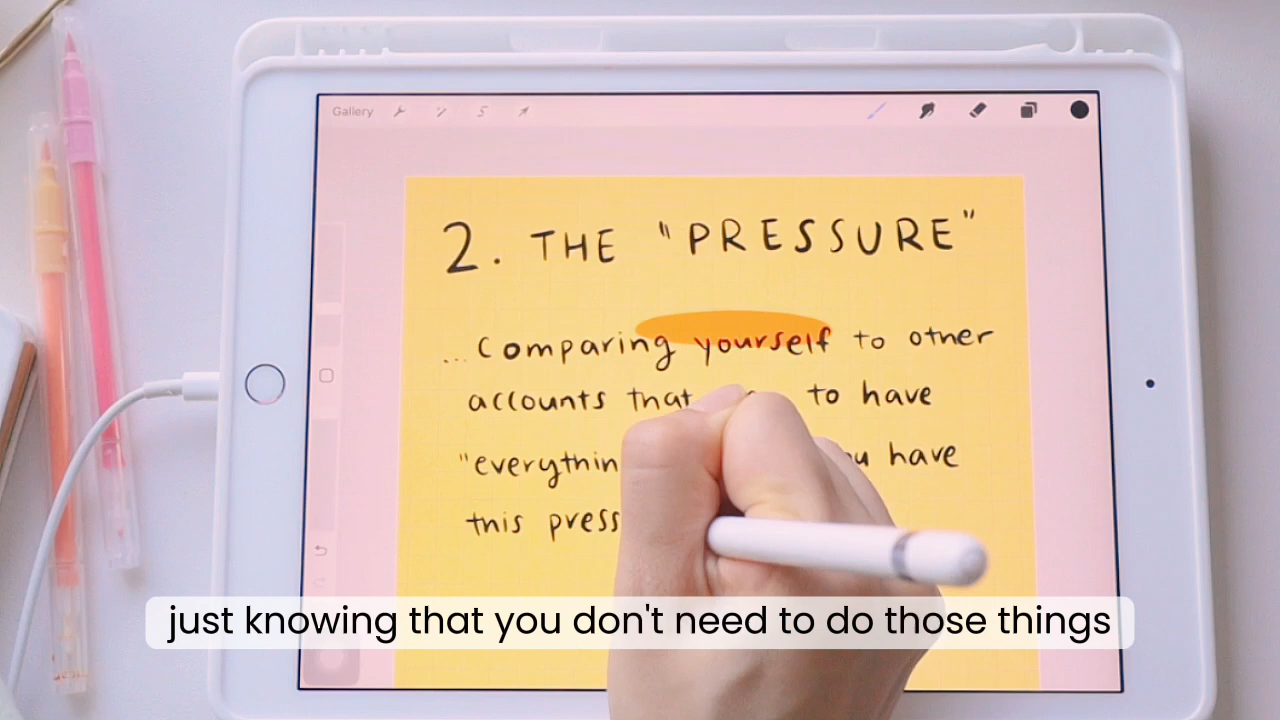 Gallery
2. THE "PRESSURE"
... comparing yourself to other
accounts that to have
"everythin have
this press
just knowing that you don't need to do those things